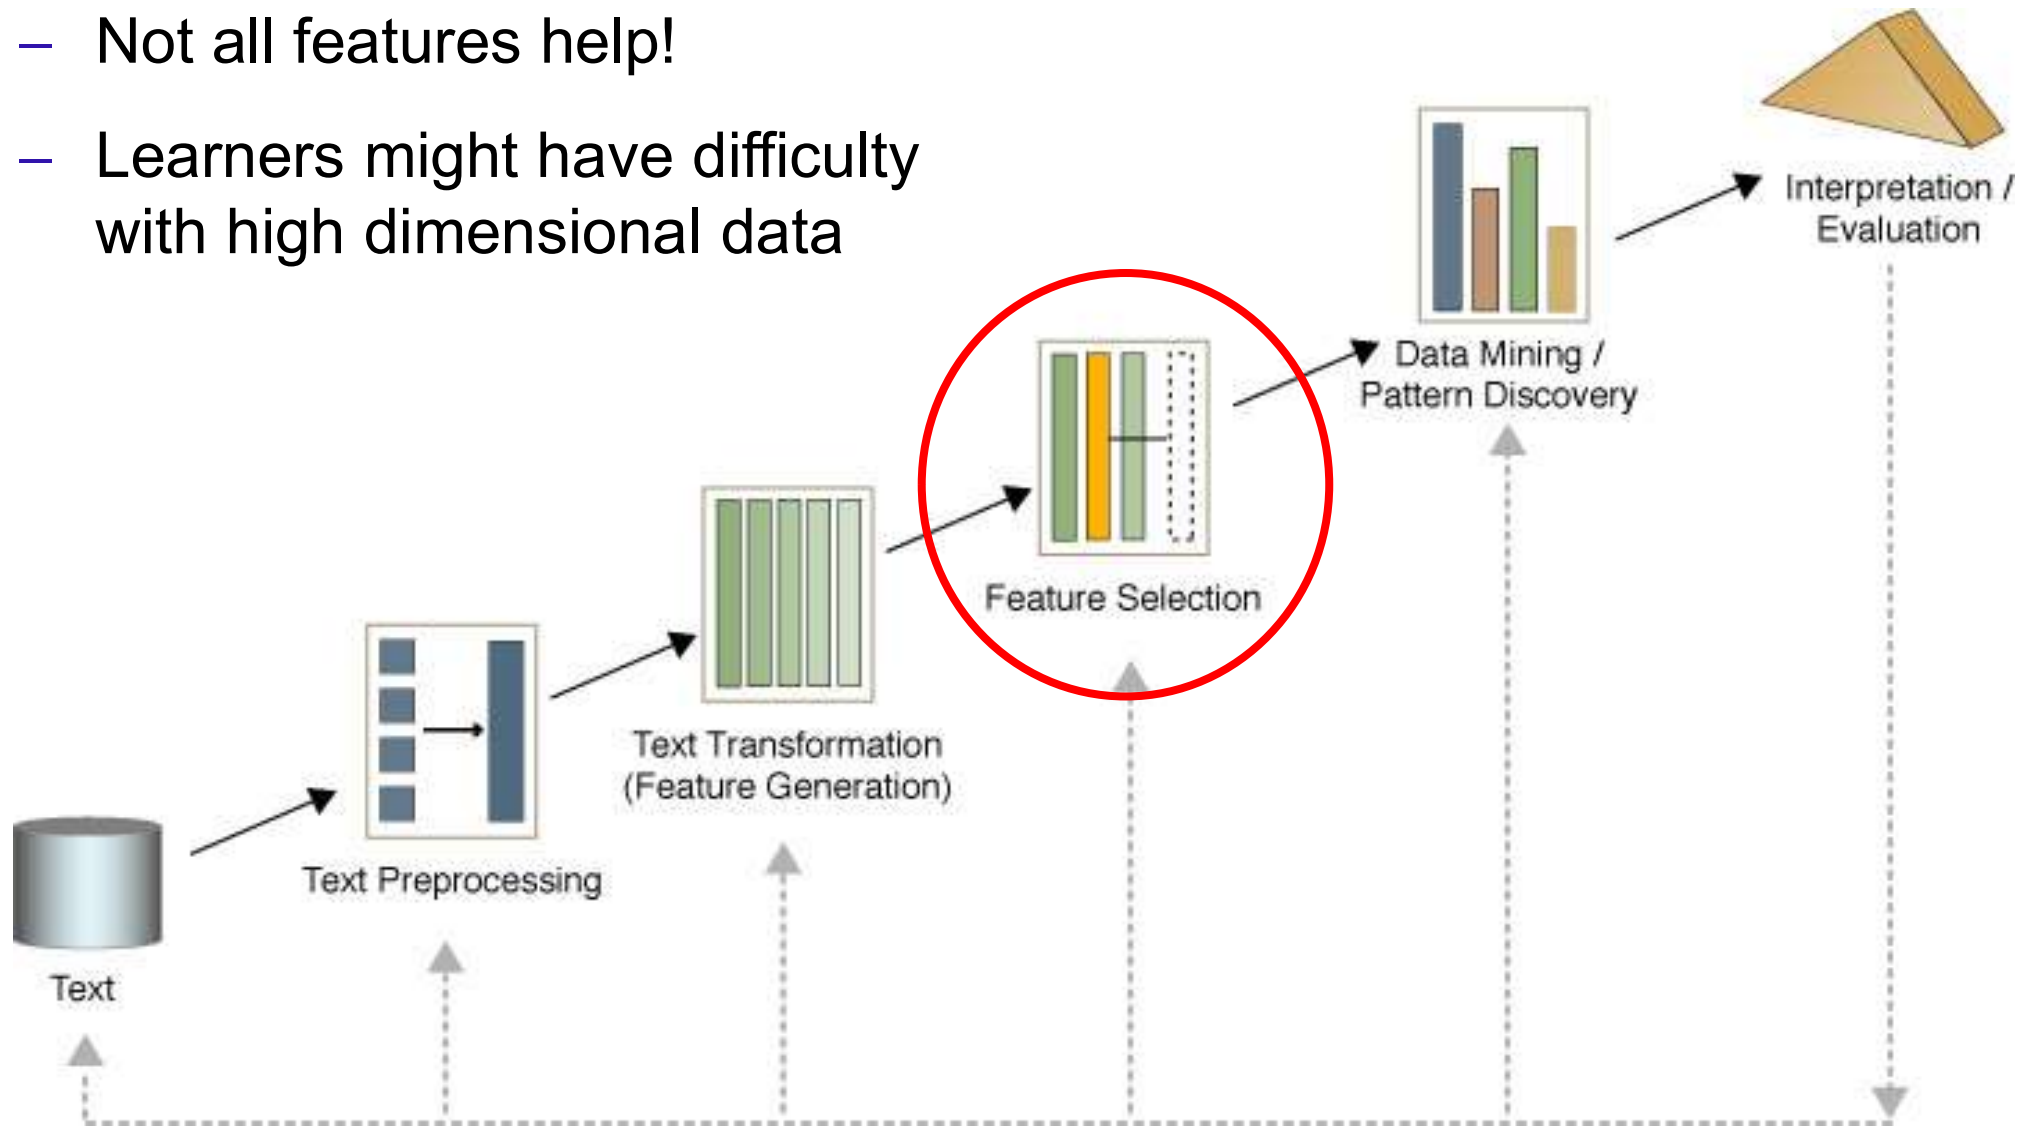 – Not all features help!
– Learners might have difficulty
with high dimensional data
Interpretation /
Evaluation
Data Mining /
Pattern Discovery
Feature Selection
Text Transformation
(Feature Generation)
Text Preprocessing
Text